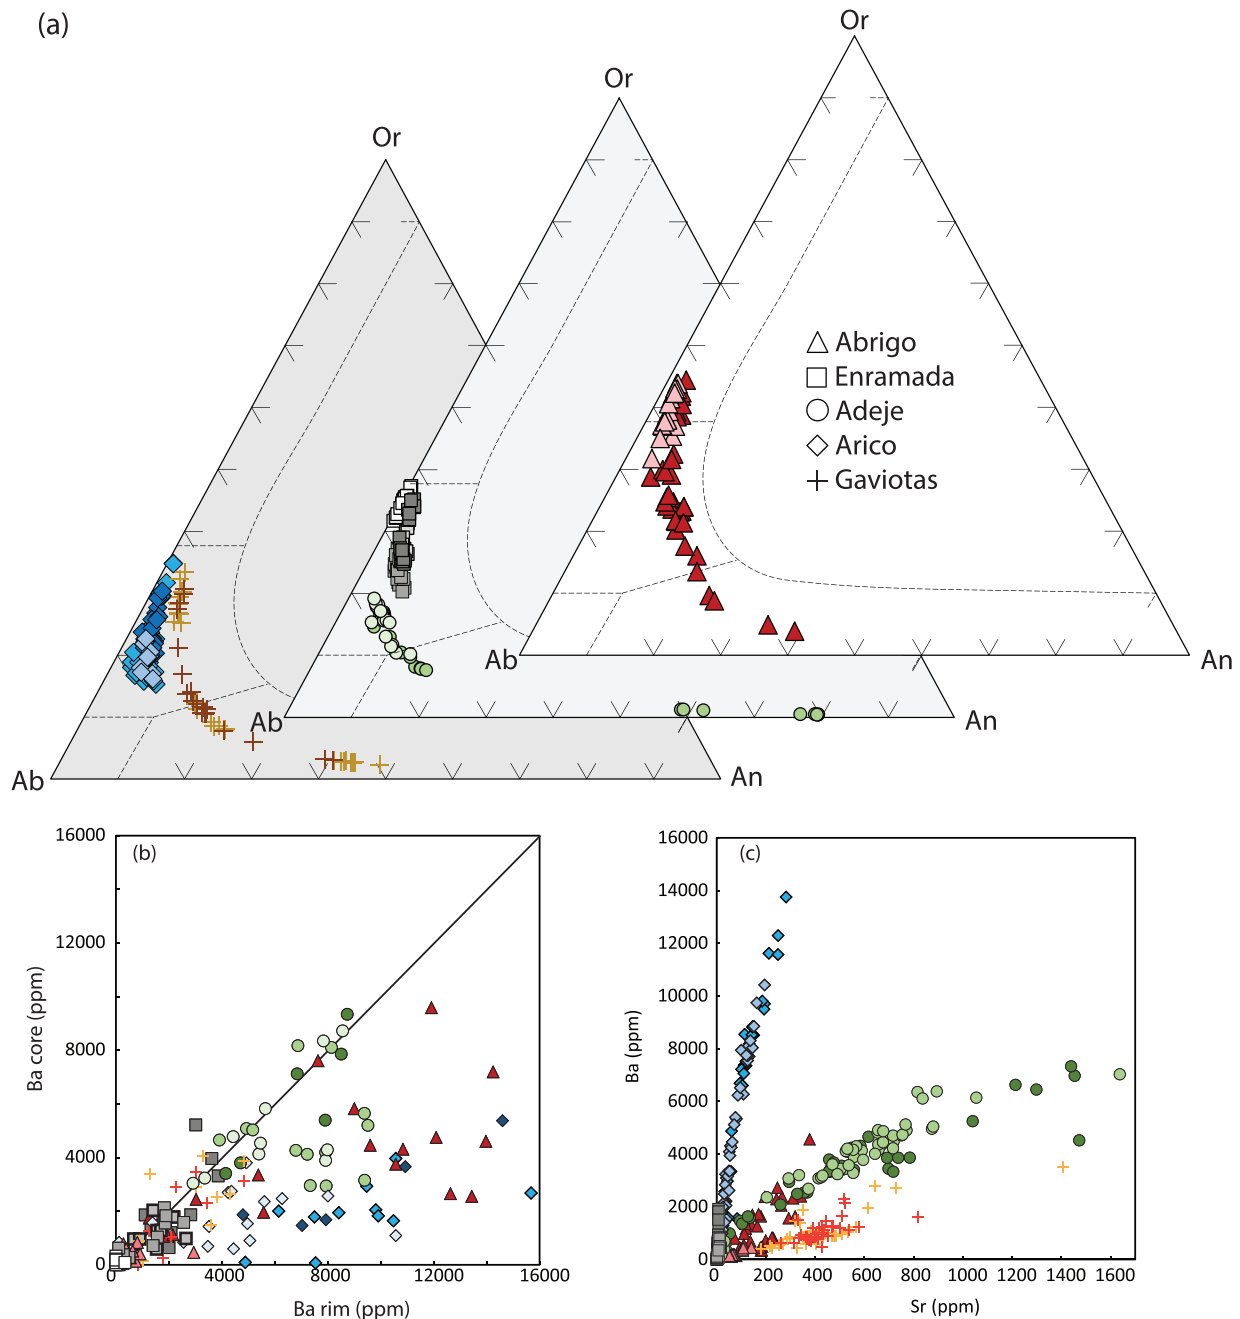 (a)
Or
Or
Or
Abrigo
Enramada
Adeje
Arico
Gaviotas
Ab
An
Ab
An
Ab
An
(b)
16000
12000
8000
4000
0
0
4000
8000
12000
16000
Ba core (ppm)
Ba rim (ppm)
(c)
16000
14000
12000
10000
8000
6000
4000
2000
0
0
200
400
600
800
1000
1200
1400
1600
Ba (ppm)
Sr (ppm)